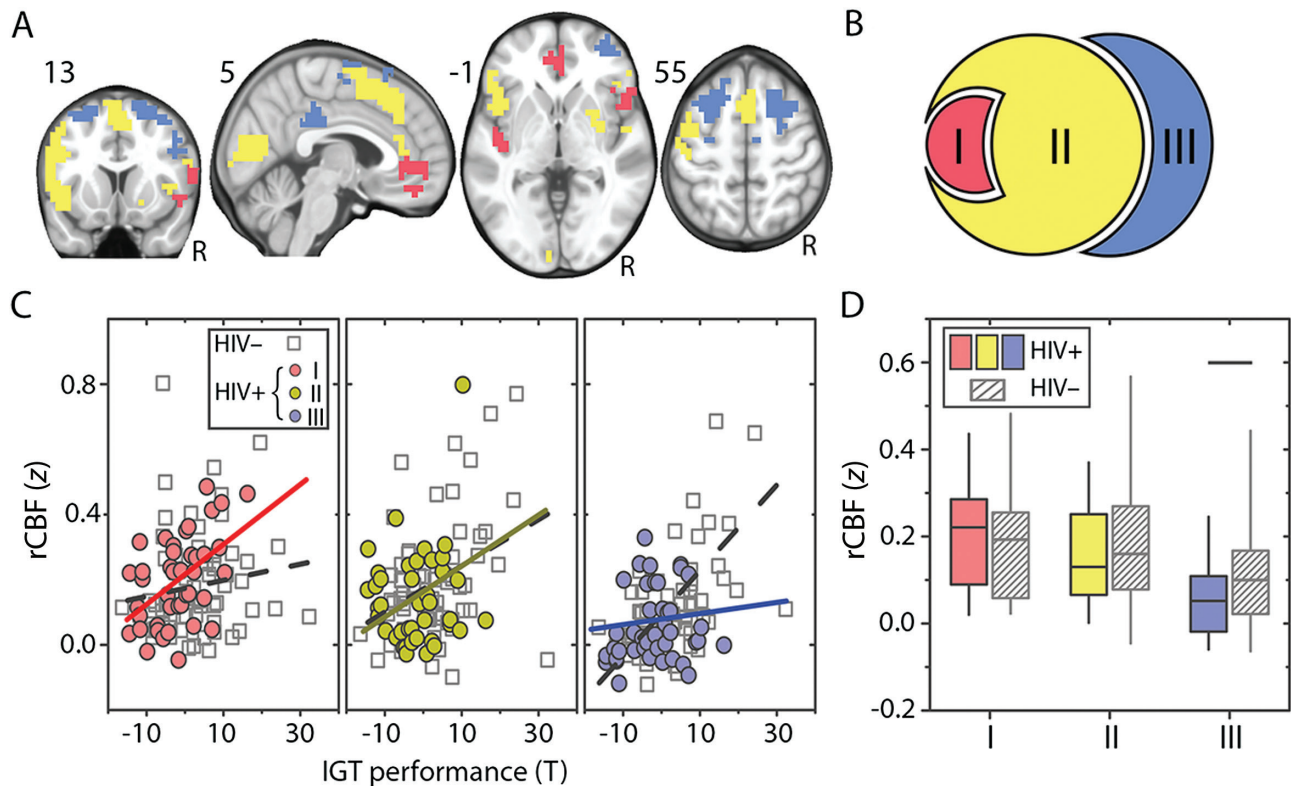 A
13
5
-1
55
R
R
R
B
I
II
III
C
HIV−
HIV+
I
II
III
0.8
0.4
0.0
rCBF (z)
-10 10 30
-10 10 30
-10 10 30
IGT performance (T)
D
HIV+
HIV−
0.6
0.4
0.2
0.0
-0.2
rCBF (z)
I II III